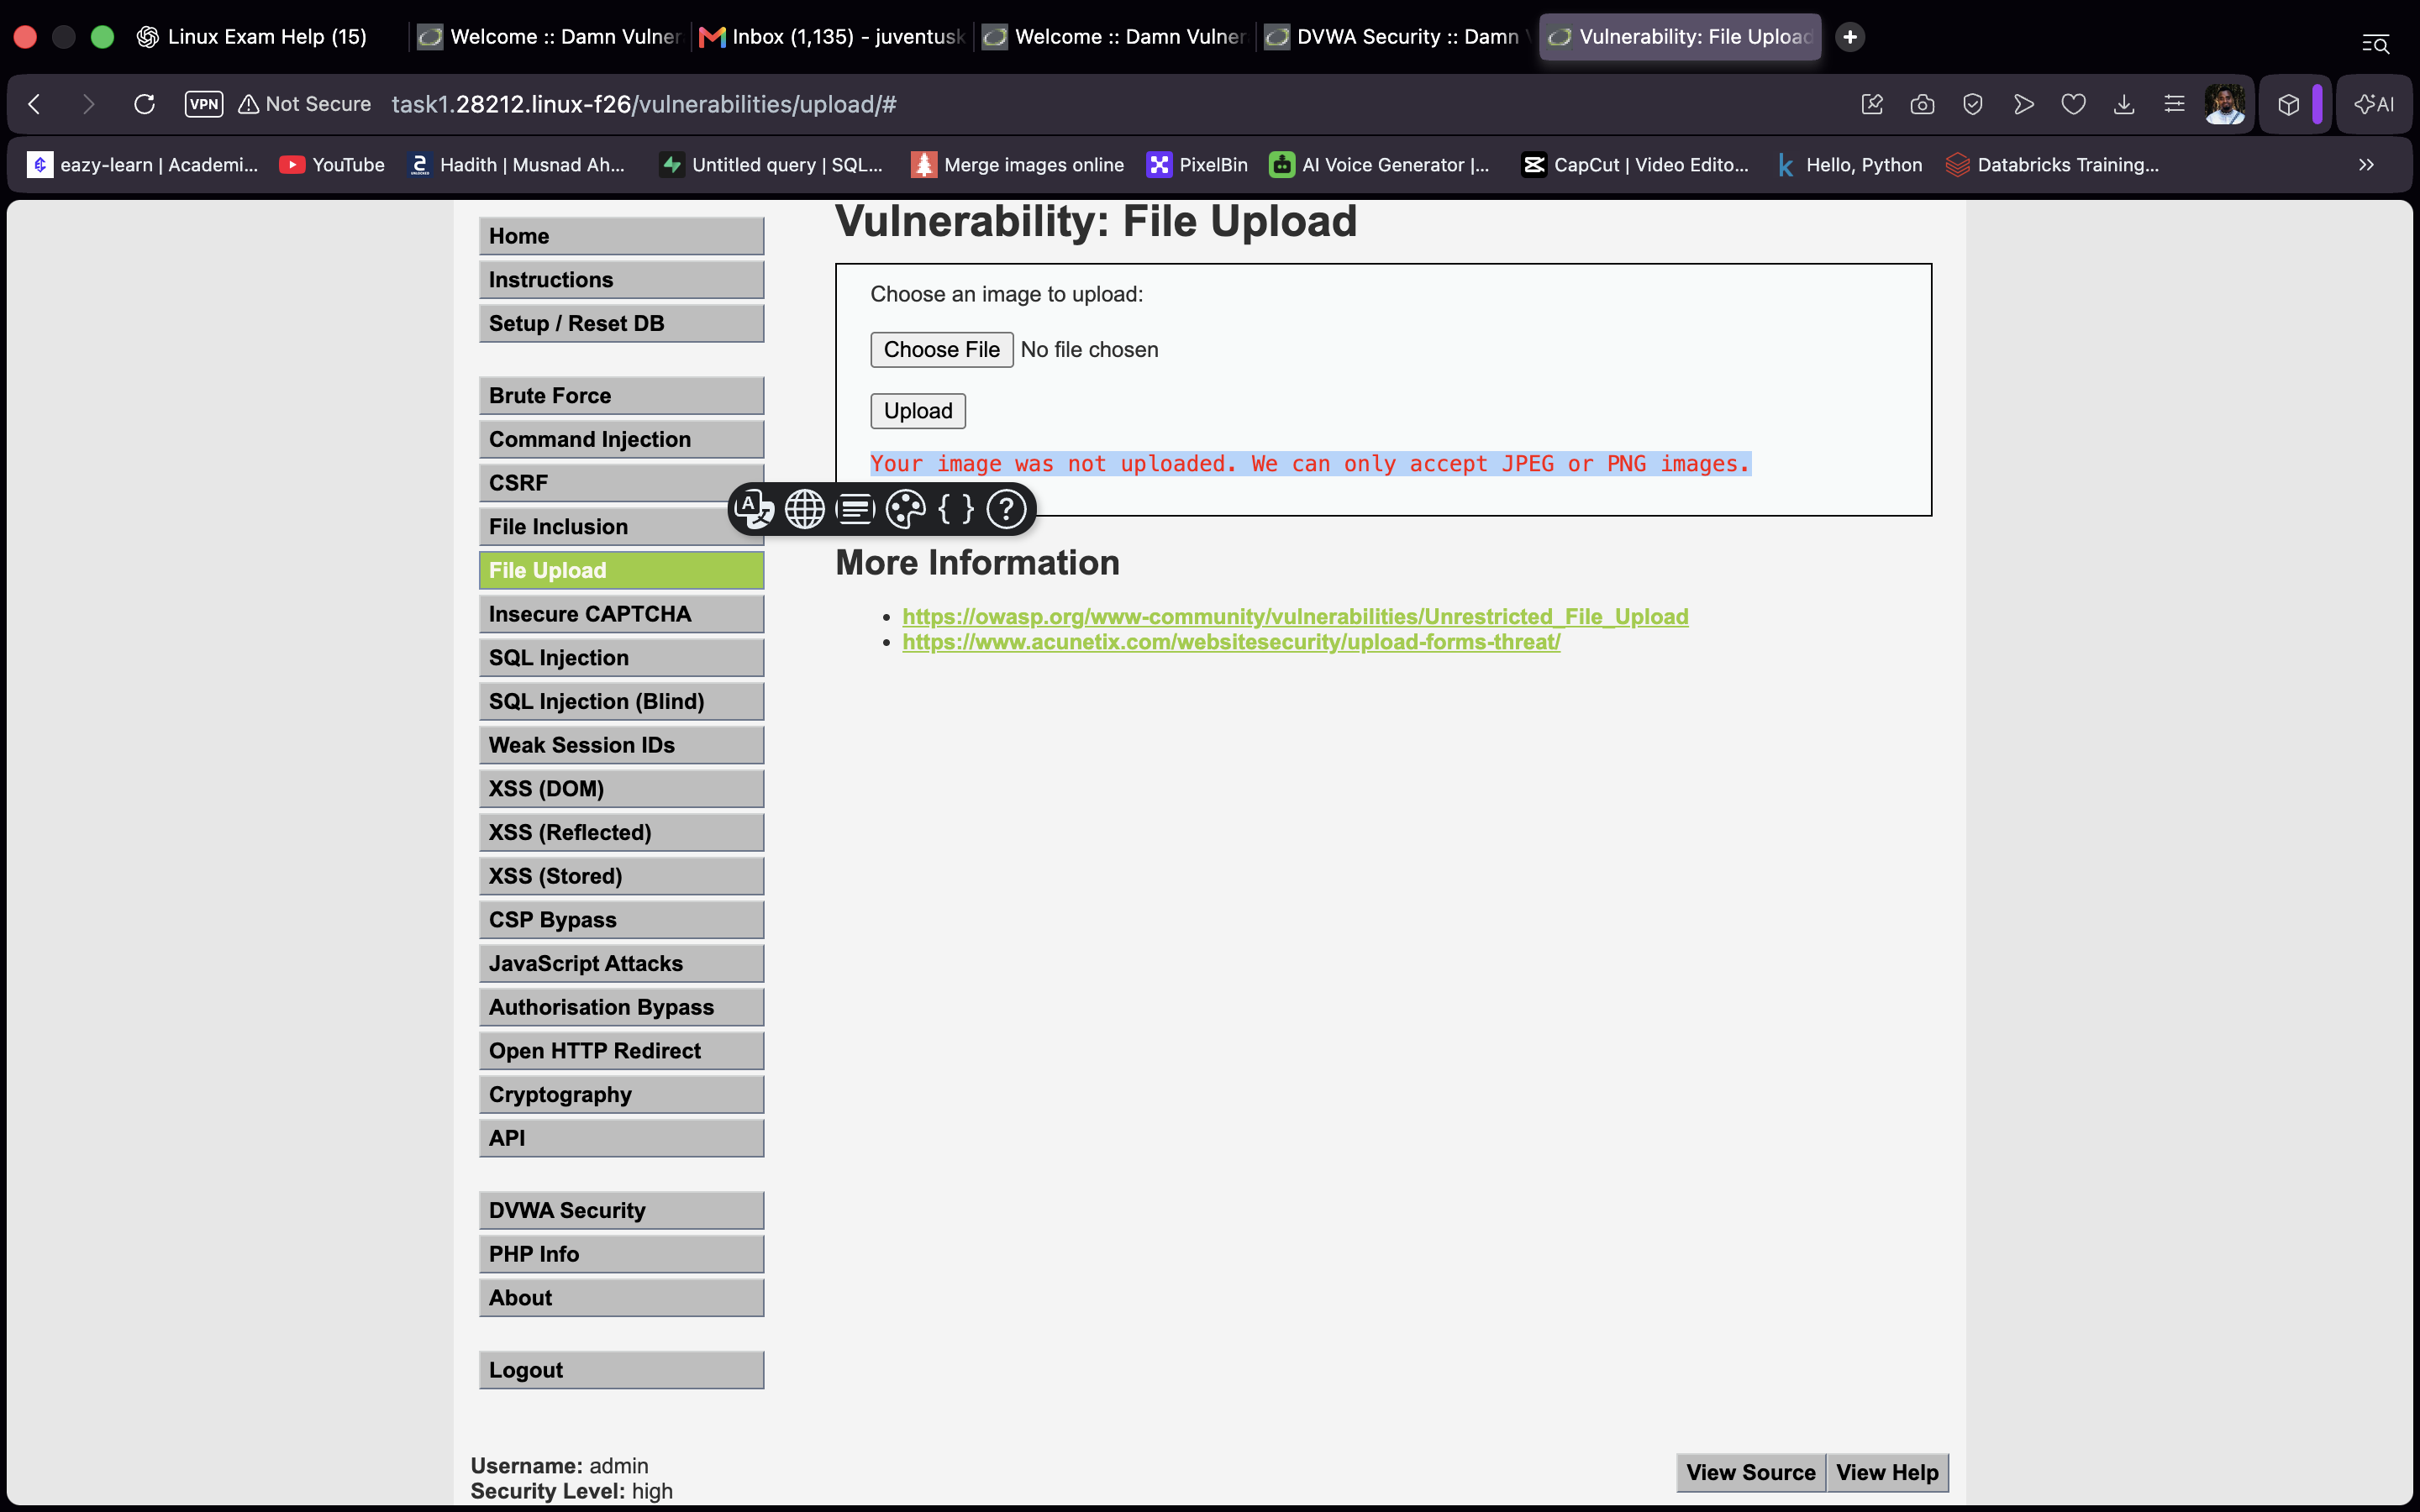 Linux Exam Help (15)
Welcome :: Damn Vulner
Inbox (1,135) - juventusk
Welcome :: Damn Vulner
DVWA Security :: Damn V
Vulnerability: File Upload
VPN
Not Secure
task1.28212.linux-f26/vulnerabilities/upload/#
AI
eazy-learn | Academi...
YouTube
Hadith | Musnad Ah...
Untitled query | SQL...
Merge images online
PixelBin
AI Voice Generator |...
CapCut | Video Edito...
Hello, Python
Databricks Training...
Home
Instructions
Setup / Reset DB
Brute Force
Command Injection
CSRF
File Inclusion
File Upload
Insecure CAPTCHA
SQL Injection
SQL Injection (Blind)
Weak Session IDs
XSS (DOM)
XSS (Reflected)
XSS (Stored)
CSP Bypass
JavaScript Attacks
Authorisation Bypass
Open HTTP Redirect
Cryptography
API
DVWA Security
PHP Info
About
Logout
Vulnerability: File Upload
Choose an image to upload:
Choose File No file chosen
Upload
Your image was not uploaded. We can only accept JPEG or PNG images.
More Information
https://owasp.org/www-community/vulnerabilities/Unrestricted_File_Upload
https://www.acunetix.com/websitesecurity/upload-forms-threat/
Username: admin
Security Level: high
View Source
View Help